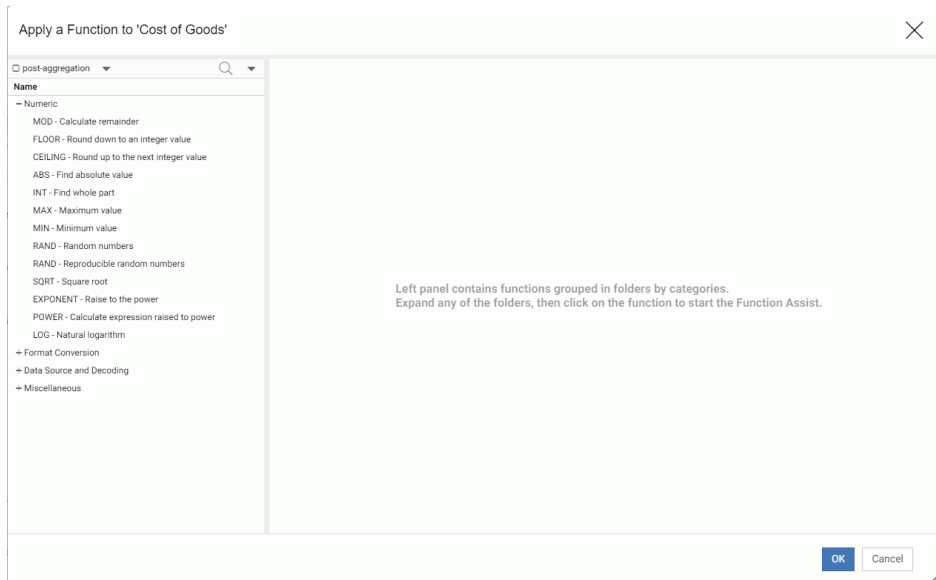 Apply a Function to 'Cost of Goods'
post-aggregation
Name
Numeric
MOD - Calculate remainder
FLOOR - Round down to an integer value
CEILING - Round up to the next integer value
ABS - Find absolute value
INT - Find whole part
MAX - Maximum value
MIN - Minimum value
RAND - Random numbers
RAND - Reproducible random numbers
SQRT - Square root
EXPONENT - Raise to the power
POWER - Calculate expression raised to power
LOG - Natural logarithm
Format Conversion
Data Source and Decoding
Miscellaneous
Left panel contains functions grouped in folders by categories.
Expand any of the folders, then click on the function to start the Function Assist.
OK Cancel